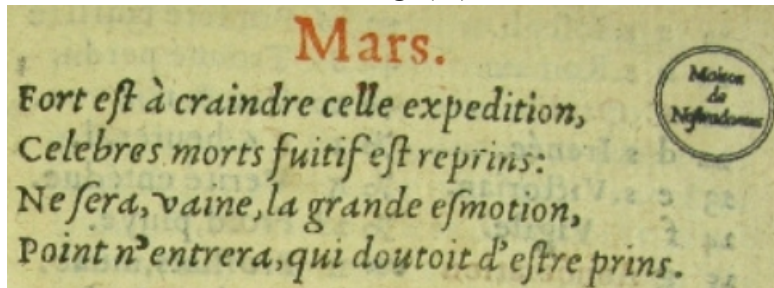 Mars.
Fort eſt à craindre celle expedition,
Celebres morts fuitif eſt reprins:
Ne ſera, vaine, la grande eſmotion,
Point n'entrera, qui doutoit d'eſtre prins.
Maison
de
Nostradamus